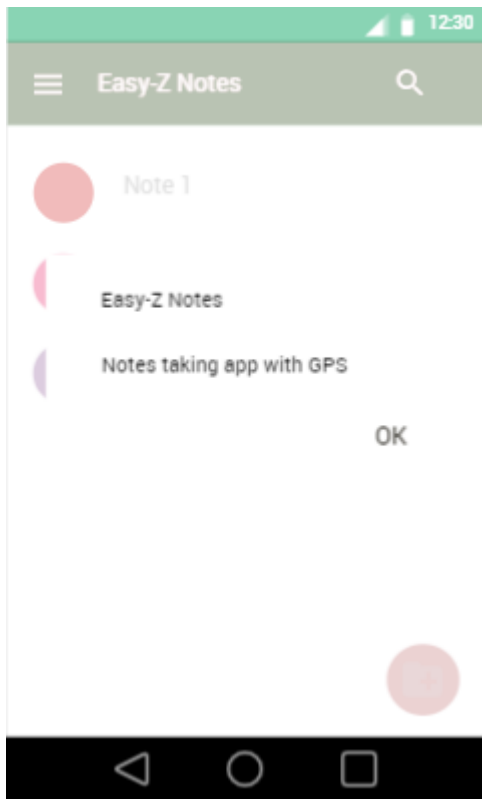 12:30
Easy-Z Notes
Note 1
Easy-Z Notes
Notes taking app with GPS
OK